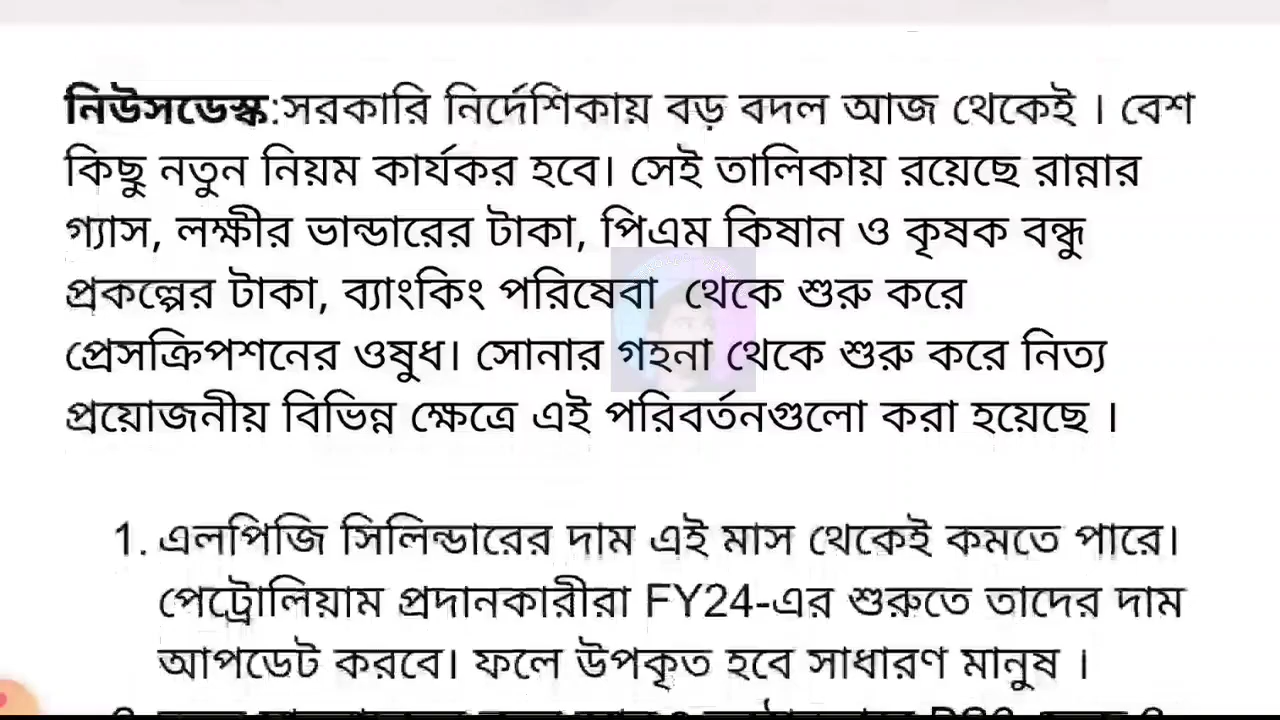 নিউসডেস্ক:সরকারি নির্দেশিকায় বড় বদল আজ থেকেই । বেশ
কিছু নতুন নিয়ম কার্যকর হবে। সেই তালিকায় রয়েছে রান্নার
গ্যাস, লক্ষীর ভান্ডারের টাকা, পিএম কিষান ও কৃষক বন্ধু
প্রকল্পের টাকা, ব্যাংকিং পরিষেবা থেকে শুরু করে
প্রেসক্রিপশনের ওষুধ। সোনার গহনা থেকে শুরু করে নিত্য
প্রয়োজনীয় বিভিন্ন ক্ষেত্রে এই পরিবর্তনগুলো করা হয়েছে ।
1. এলপিজি সিলিন্ডারের দাম এই মাস থেকেই কমতে পারে।
পেট্রোলিয়াম প্রদানকারীরা FY24-এর শুরুতে তাদের দাম
আপডেট করবে। ফলে উপকৃত হবে সাধারণ মানুষ ।